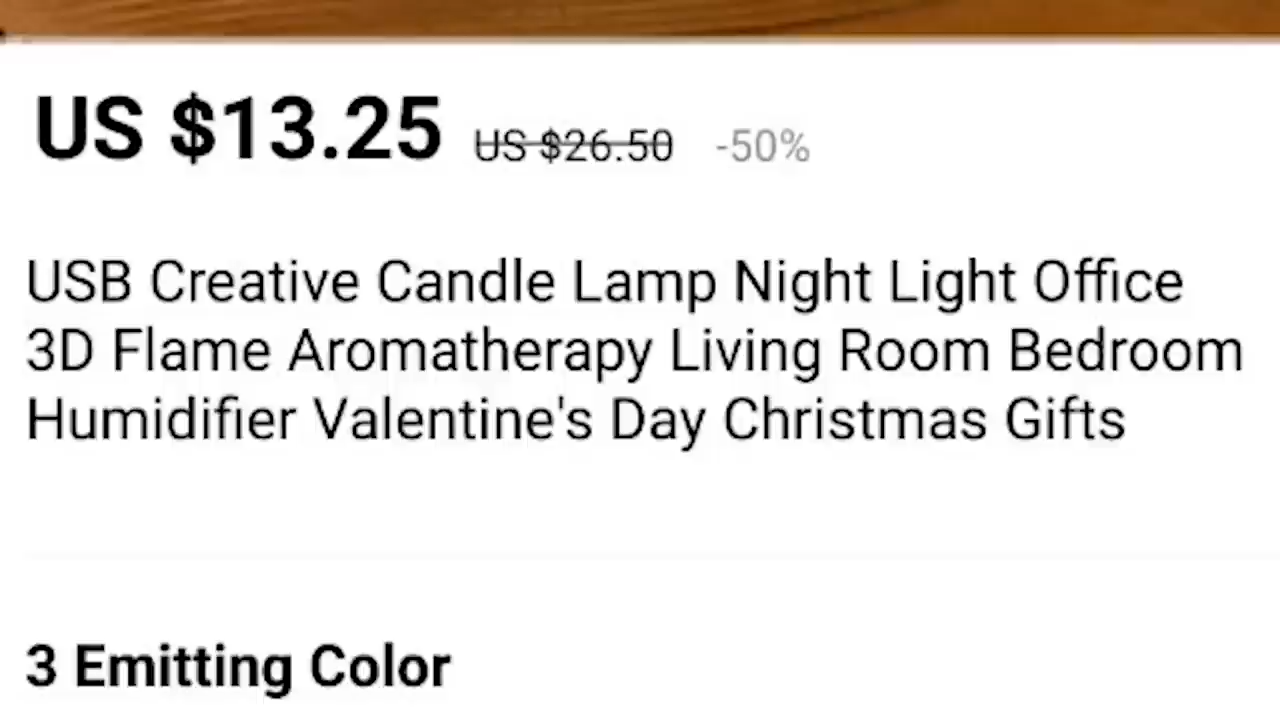 US $13.25 US $26.50 -50%
USB Creative Candle Lamp Night Light Office
3D Flame Aromatherapy Living Room Bedroom
Humidifier Valentine's Day Christmas Gifts
3 Emitting Color